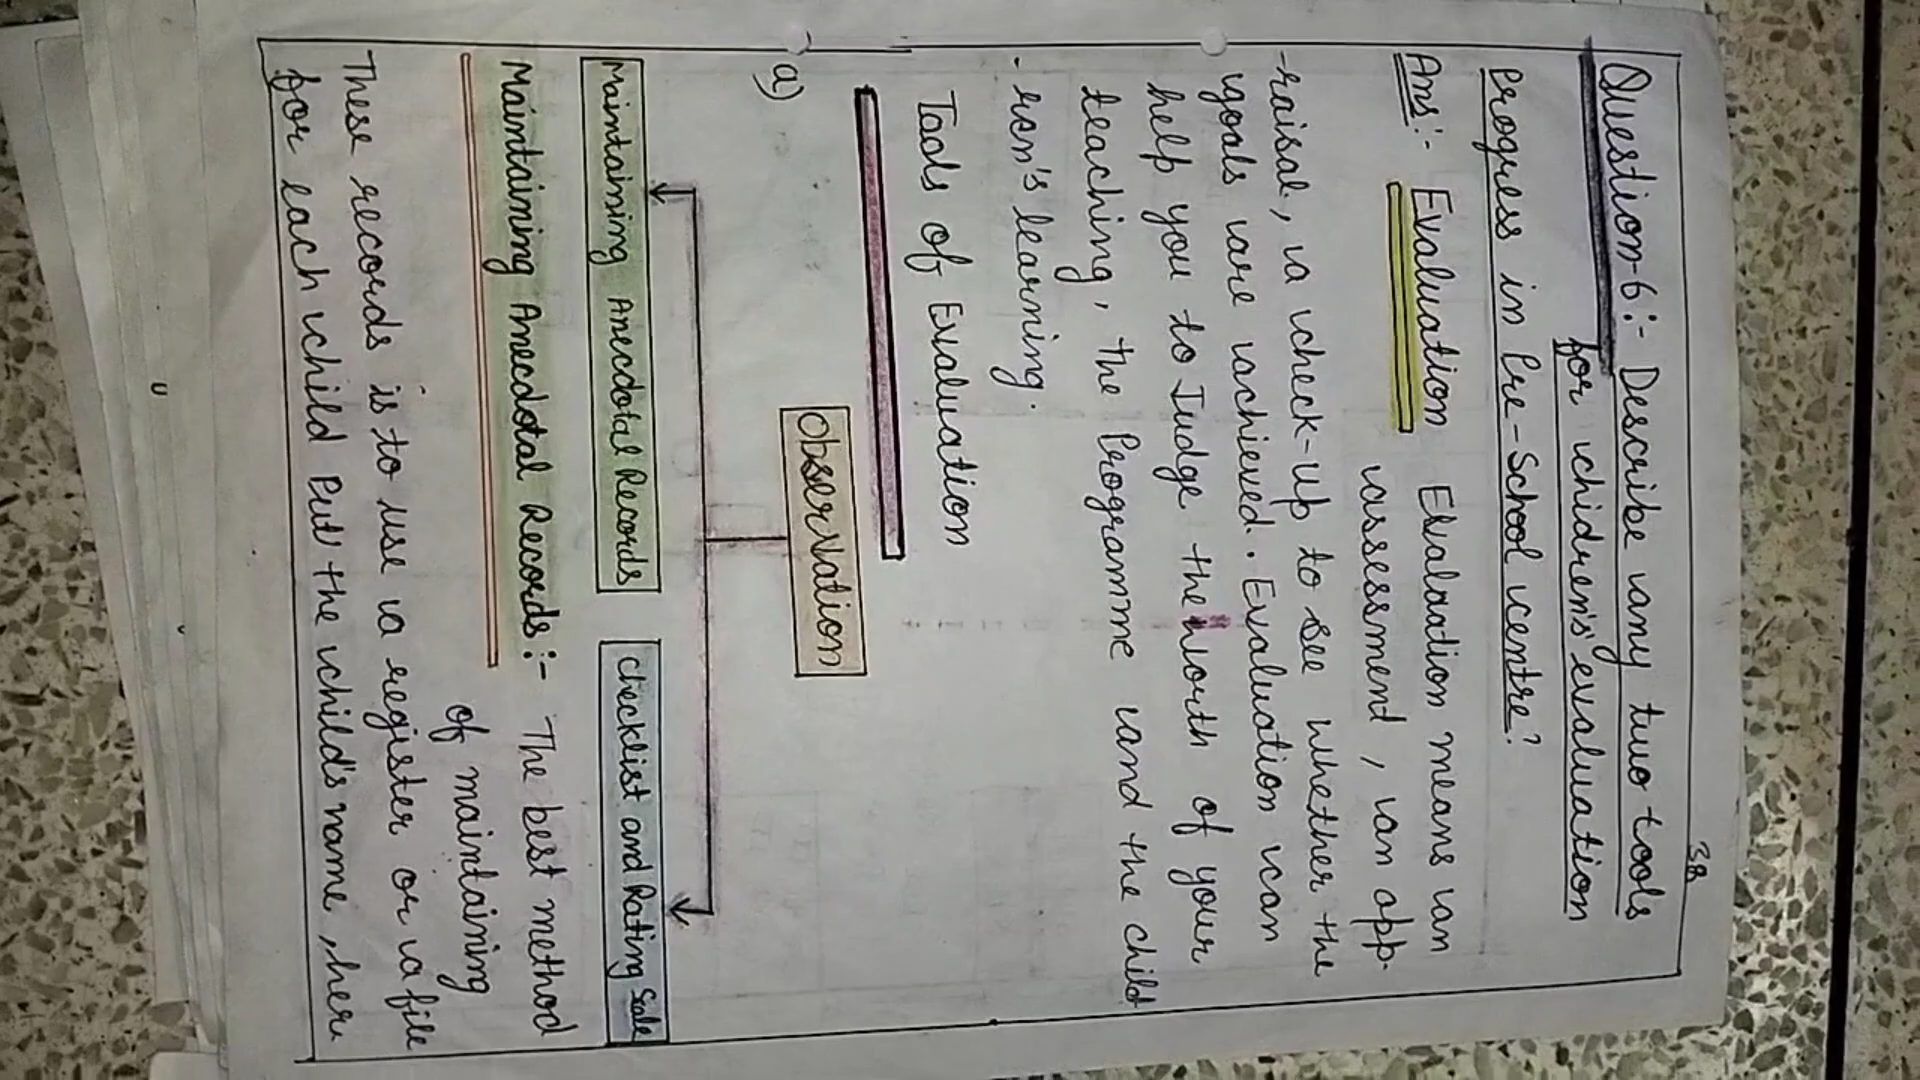 38
Question-6:- Describe any two tools
for chidren's evaluation
Progress in Pre-School centre?
Ans:- Evaluation Elalaation means an
assessment, an app-
-raisal, a check-up to see whether the
goals are achieved. Evaluation can
help you to Judge the worth of your
teaching, the Programme and the child
-ren's learning.
Tools of Evaluation
a)
Observation
Maintaining Anecdotal Records
Checklist and Rating Scale
Maintaining Anecdotal Records:- The best method
of maintaining
These records is to use a register or a file
for each child Put the child's name, here